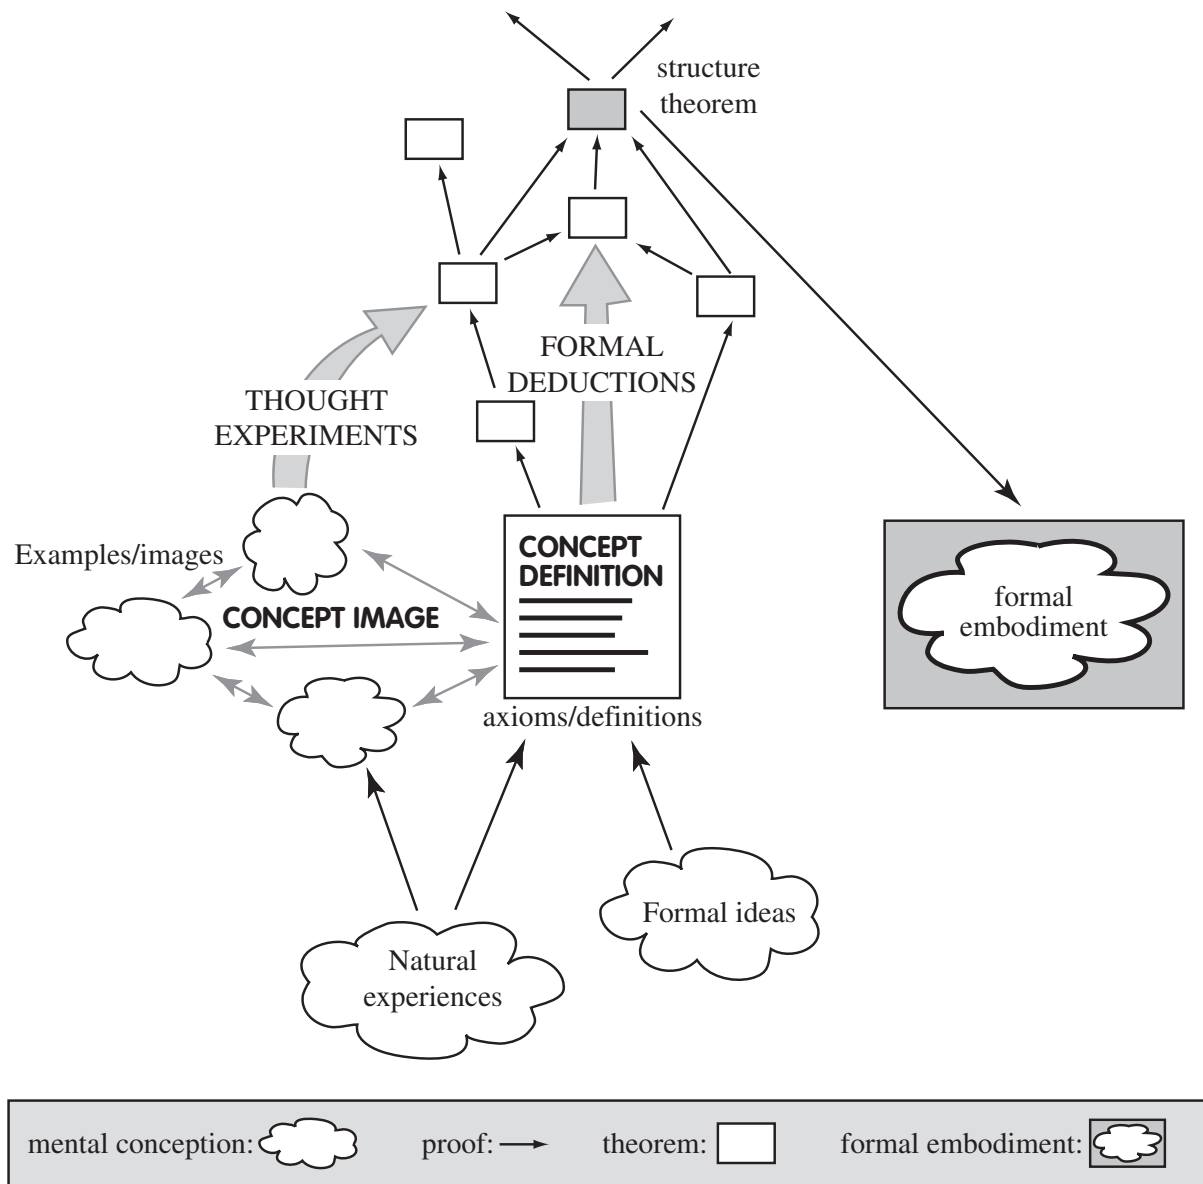 structure
theorem
FORMAL
DEDUCTIONS
THOUGHT
EXPERIMENTS
Examples/images
CONCEPT IMAGE
CONCEPT
DEFINITION
axioms/definitions
formal
embodiment
Formal ideas
Natural
experiences
mental conception: proof: theorem: formal embodiment: